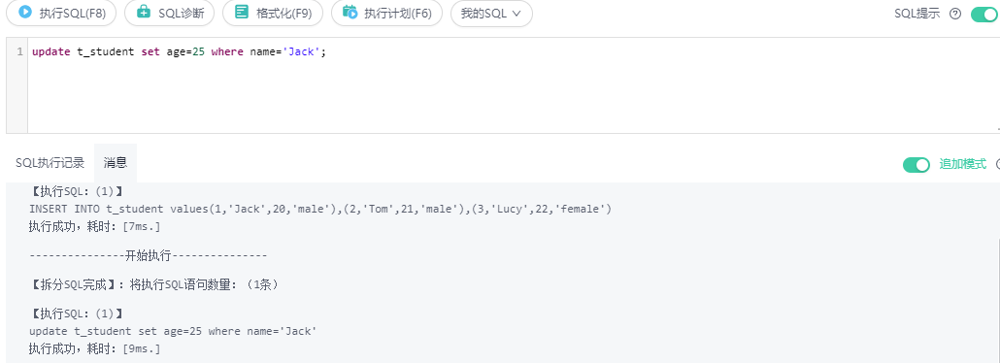 执行SQL(F8) SQL诊断 格式化(F9) 执行计划(F6) 我的SQL SQL提示
1 update t_student set age=25 where name='Jack';
SQL执行记录 消息 追加模式
【执行SQL: (1)】
INSERT INTO t_student values(1,'Jack',20,'male'),(2,'Tom',21,'male'),(3,'Lucy',22,'female')
执行成功，耗时: [7ms.]
---------------开始执行---------------
【拆分SQL完成】: 将执行SQL语句数量: （1条）
【执行SQL: (1)】
update t_student set age=25 where name='Jack'
执行成功，耗时: [9ms.]